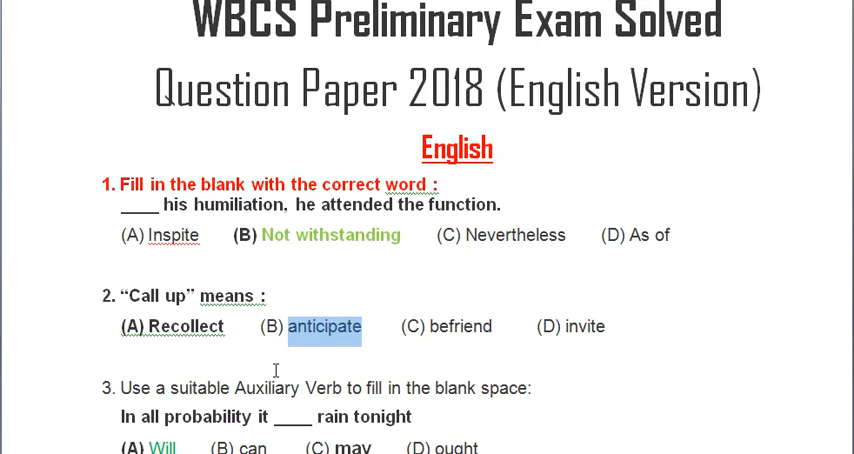 WBCS Preliminary Exam Solved
Question Paper 2018 (English Version)
English
1. Fill in the blank with the correct word :
____ his humiliation, he attended the function.
(A) Inspite (B) Not withstanding (C) Nevertheless (D) As of
2. “Call up” means :
(A) Recollect (B) anticipate (C) befriend (D) invite
3. Use a suitable Auxiliary Verb to fill in the blank space:
In all probability it ____ rain tonight
(A) Will (B) can (C) may (D) ought